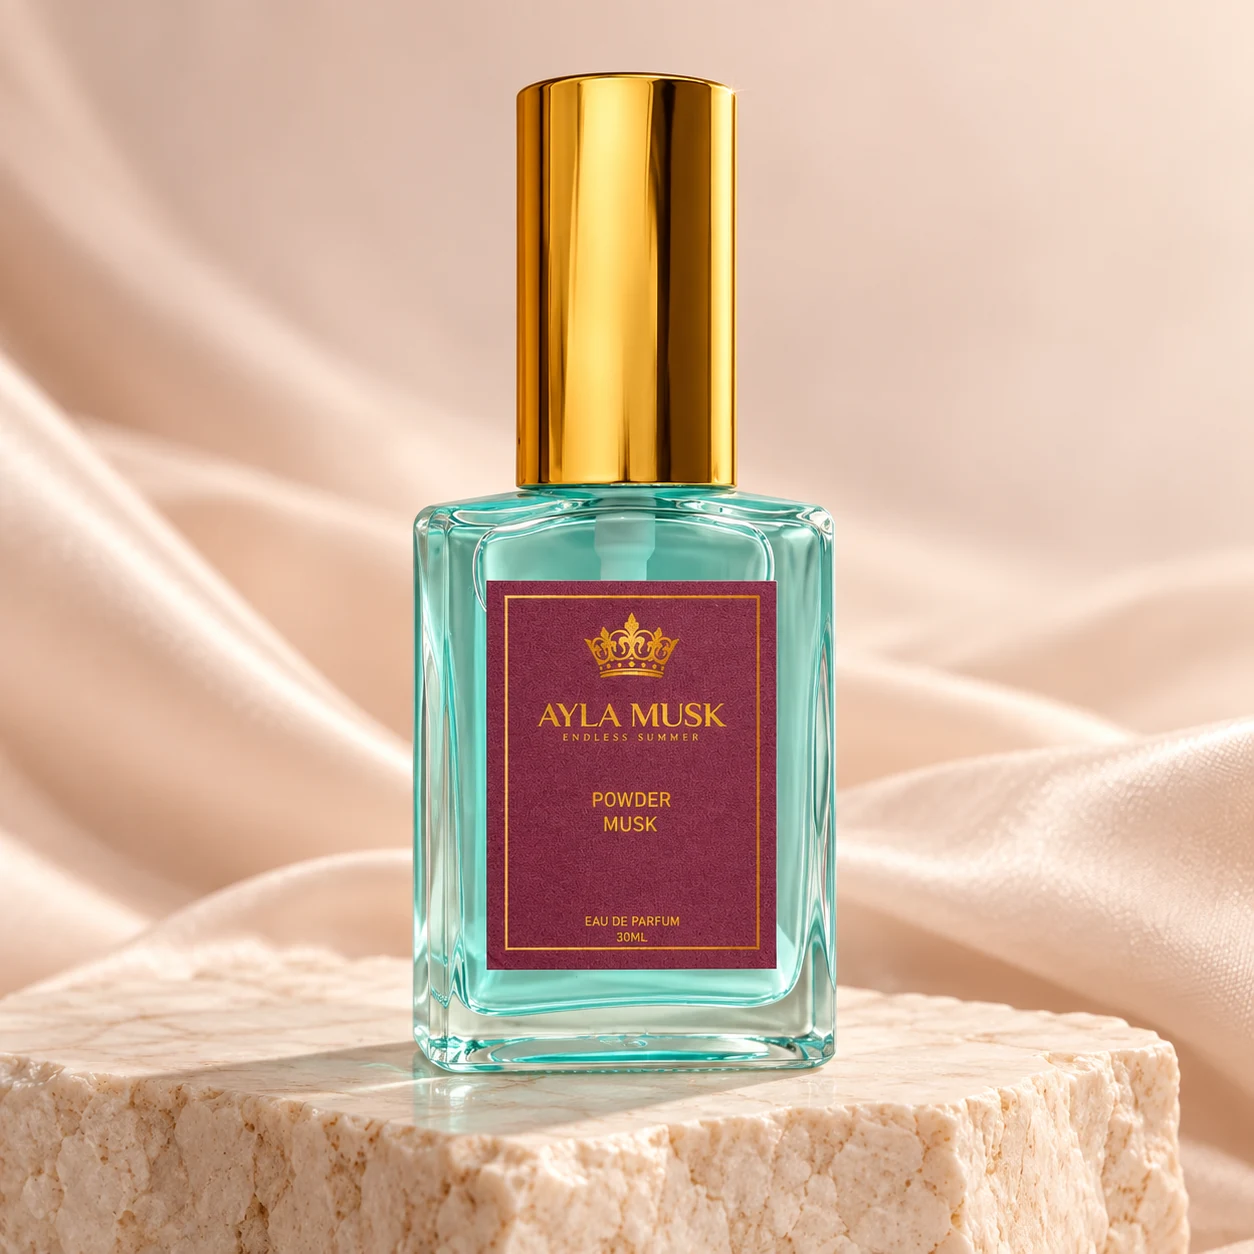 AYLA MUSK
ENDLESS SUMMER
POWDER
MUSK
EAU DE PARFUM
30ML